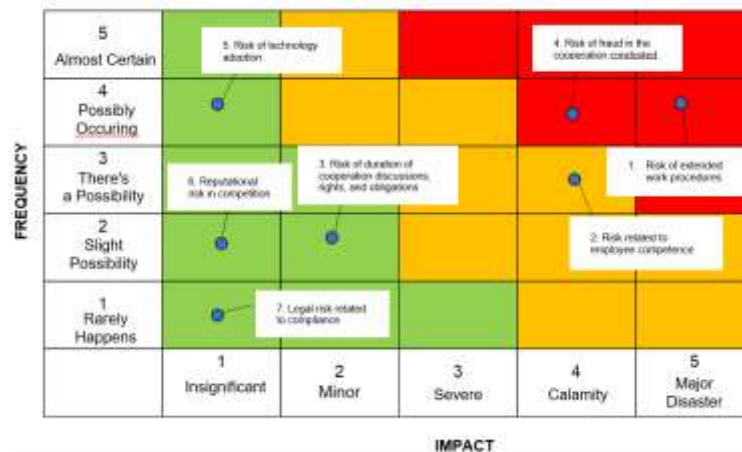 5
Almost Certain
5. Risk of technology
adoption
4. Risk of fraud in the
cooperation conducted
4
Possibly
Occuring
3
There's
a Possibility
6. Reputational
risk in competition
3. Risk of duration of
cooperation discussions,
rights, and obligations
1. Risk of extended
work procedures
2
Slight
Possibility
2. Risk related to
employee competence
1
Rarely
Happens
7. Legal risk related
to compliance
FREQUENCY
1
Insignificant
2
Minor
3
Severe
4
Calamity
5
Major
Disaster
IMPACT